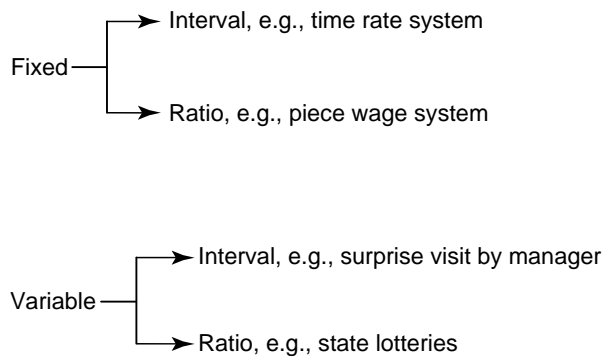 Interval, e.g., time rate system
Fixed
Ratio, e.g., piece wage system
Interval, e.g., surprise visit by manager
Variable
Ratio, e.g., state lotteries